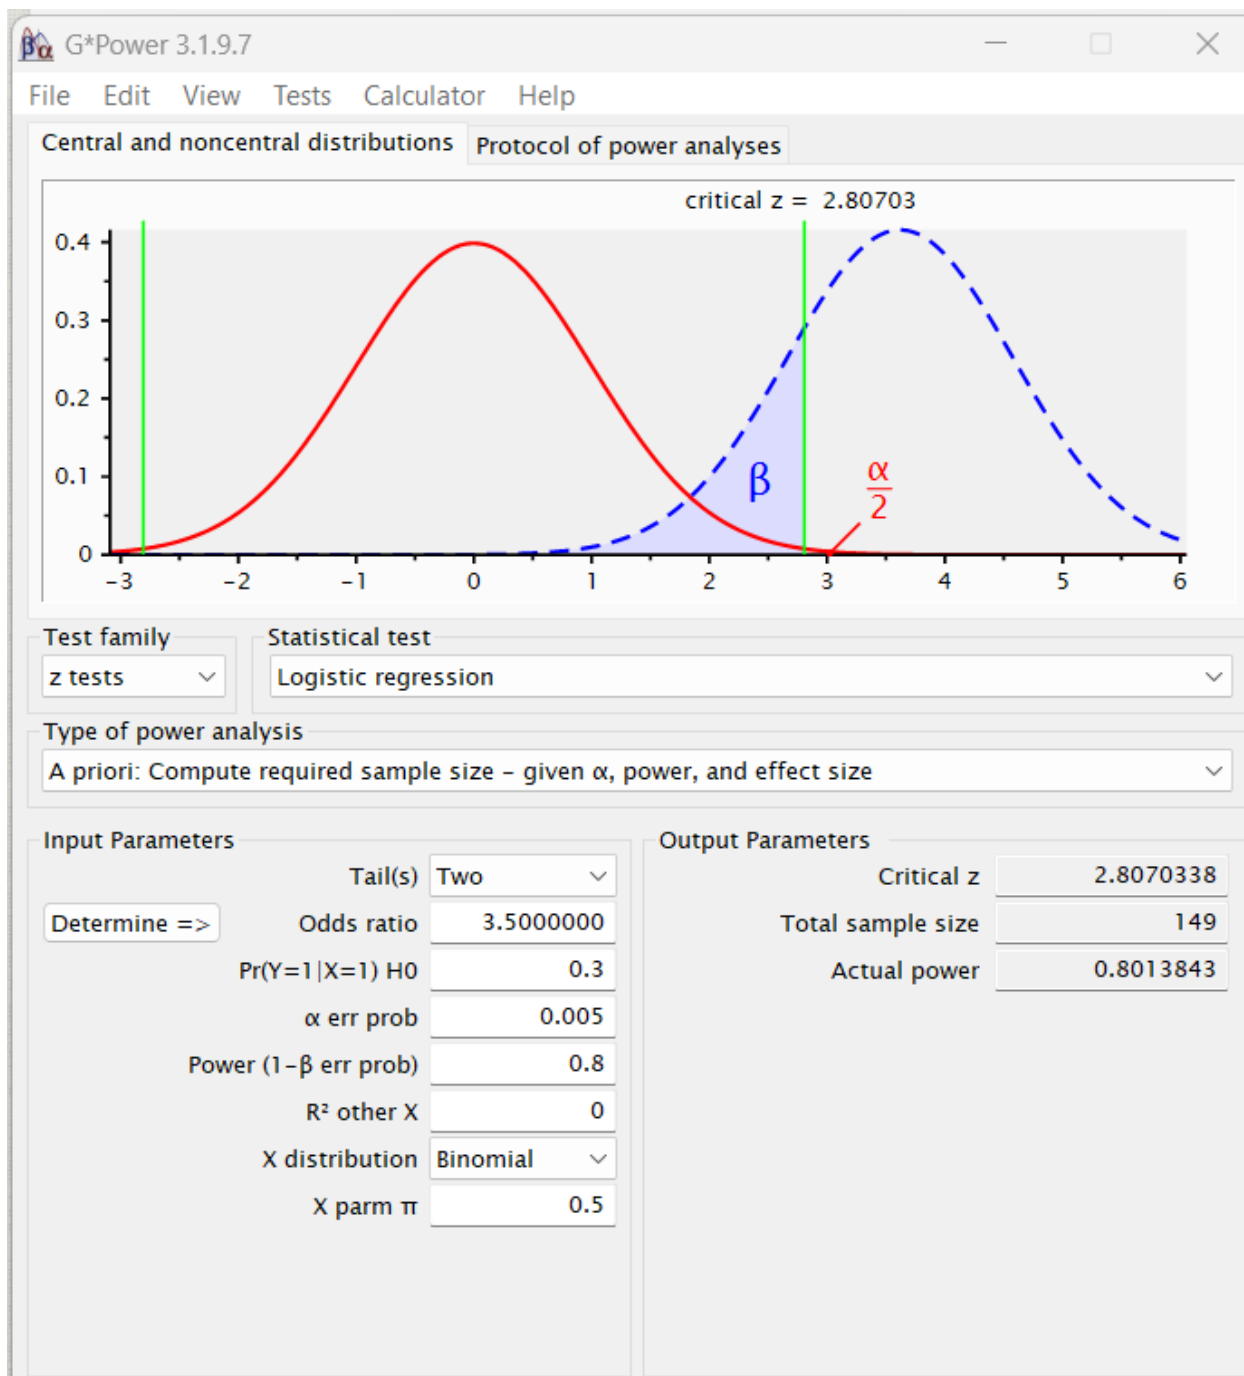 G*Power 3.1.9.7
File Edit View Tests Calculator Help
Central and noncentral distributions Protocol of power analyses
critical z = 2.80703
0.4
0.3
0.2
0.1
0
β
α
2
-3 -2 -1 0 1 2 3 4 5 6
Test family Statistical test
z tests Logistic regression
Type of power analysis
A priori: Compute required sample size - given α, power, and effect size
Input Parameters Output Parameters
Tail(s) Two Critical z 2.8070338
Determine => Odds ratio 3.5000000 Total sample size 149
Pr(Y=1|X=1) H0 0.3 Actual power 0.8013843
α err prob 0.005
Power (1-β err prob) 0.8
R² other X 0
X distribution Binomial
X parm π 0.5